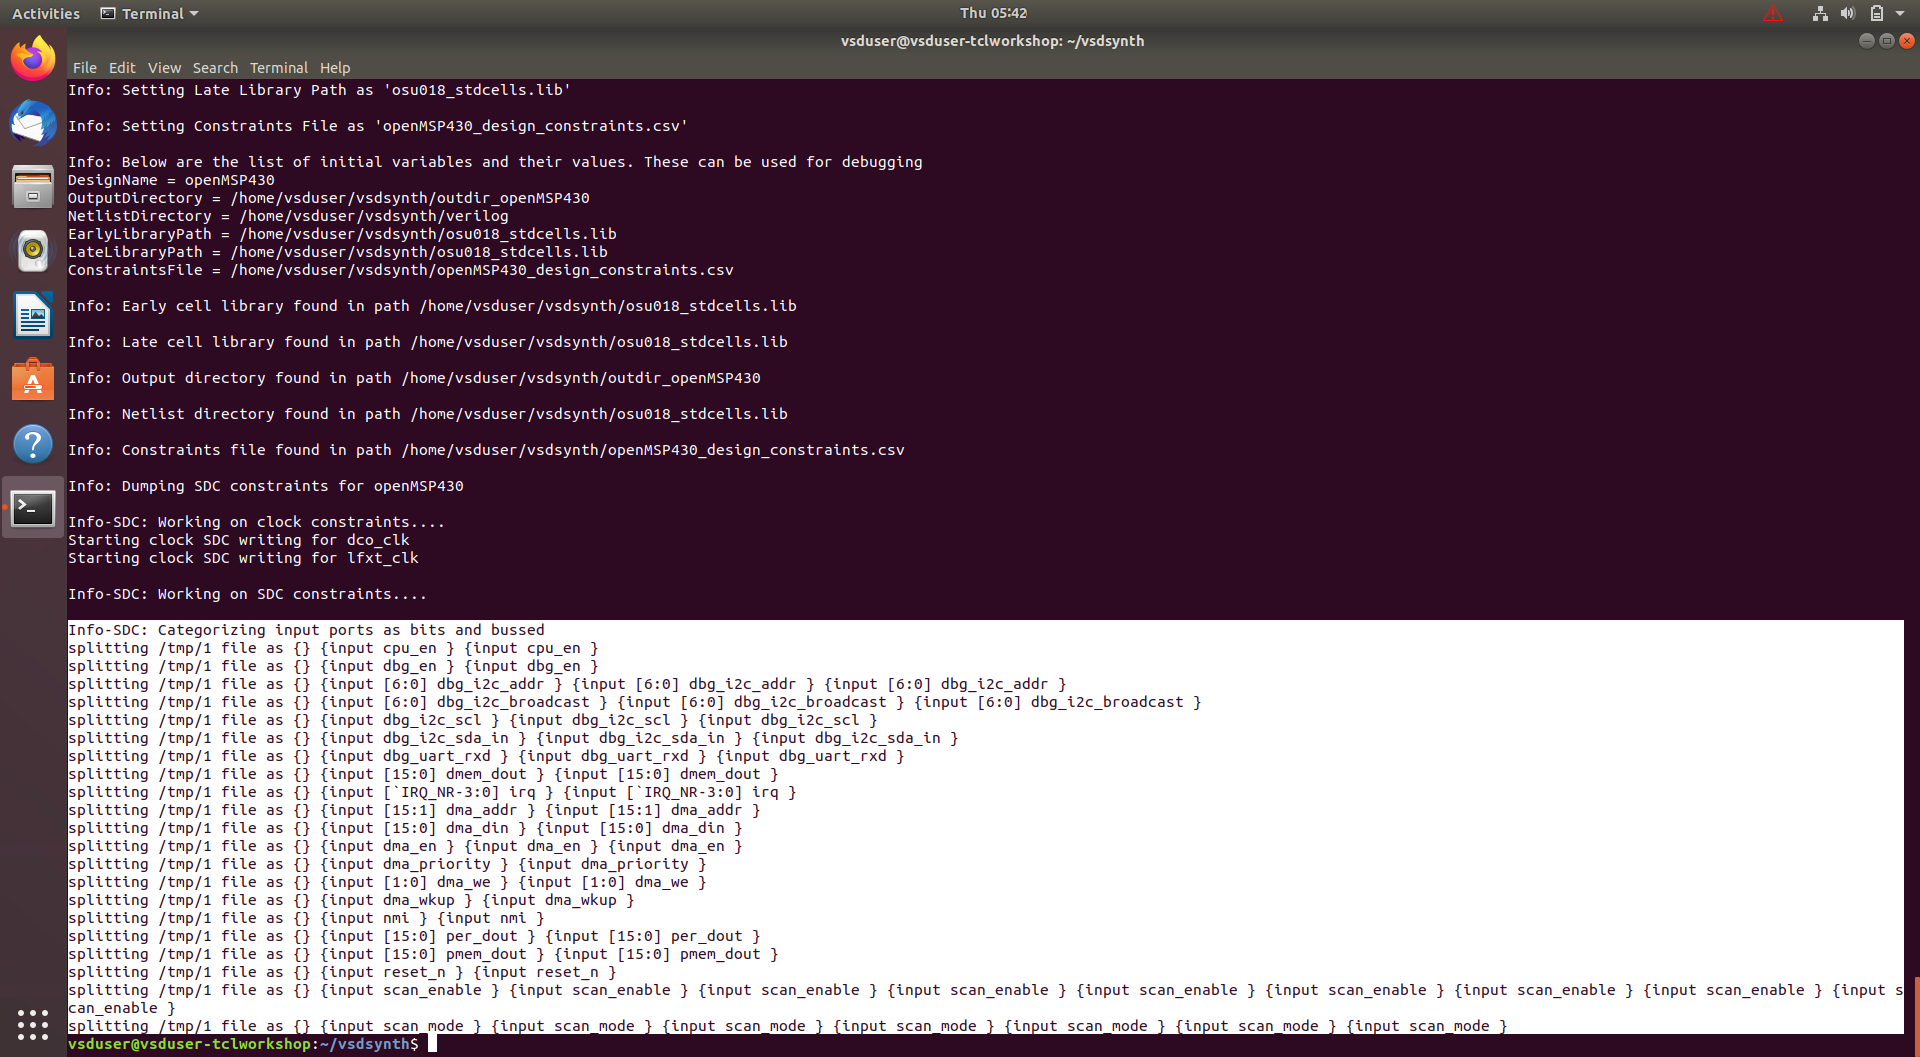 Activities Terminal Thu 05:42
vsduser@vsduser-tclworkshop: ~/vsdsynth
File Edit View Search Terminal Help
Info: Setting Late Library Path as 'osu018_stdcells.lib'
Info: Setting Constraints File as 'openMSP430_design_constraints.csv'
Info: Below are the list of initial variables and their values. These can be used for debugging
DesignName = openMSP430
OutputDirectory = /home/vsduser/vsdsynth/outdir_openMSP430
NetlistDirectory = /home/vsduser/vsdsynth/verilog
EarlyLibraryPath = /home/vsduser/vsdsynth/osu018_stdcells.lib
LateLibraryPath = /home/vsduser/vsdsynth/osu018_stdcells.lib
ConstraintsFile = /home/vsduser/vsdsynth/openMSP430_design_constraints.csv
Info: Early cell library found in path /home/vsduser/vsdsynth/osu018_stdcells.lib
Info: Late cell library found in path /home/vsduser/vsdsynth/osu018_stdcells.lib
Info: Output directory found in path /home/vsduser/vsdsynth/outdir_openMSP430
Info: Netlist directory found in path /home/vsduser/vsdsynth/osu018_stdcells.lib
Info: Constraints file found in path /home/vsduser/vsdsynth/openMSP430_design_constraints.csv
Info: Dumping SDC constraints for openMSP430
Info-SDC: Working on clock constraints....
Starting clock SDC writing for dco_clk
Starting clock SDC writing for lfxt_clk
Info-SDC: Working on SDC constraints....
Info-SDC: Categorizing input ports as bits and bussed
splitting /tmp/1 file as {} {input cpu_en } {input cpu_en }
splitting /tmp/1 file as {} {input dbg_en } {input dbg_en }
splitting /tmp/1 file as {} {input [6:0] dbg_i2c_addr } {input [6:0] dbg_i2c_addr } {input [6:0] dbg_i2c_addr }
splitting /tmp/1 file as {} {input [6:0] dbg_i2c_broadcast } {input [6:0] dbg_i2c_broadcast } {input [6:0] dbg_i2c_broadcast }
splitting /tmp/1 file as {} {input dbg_i2c_scl } {input dbg_i2c_scl } {input dbg_i2c_scl }
splitting /tmp/1 file as {} {input dbg_i2c_sda_in } {input dbg_i2c_sda_in } {input dbg_i2c_sda_in }
splitting /tmp/1 file as {} {input dbg_uart_rxd } {input dbg_uart_rxd } {input dbg_uart_rxd }
splitting /tmp/1 file as {} {input [15:0] dmem_dout } {input [15:0] dmem_dout }
splitting /tmp/1 file as {} {input [`IRQ_NR-3:0] irq } {input [`IRQ_NR-3:0] irq }
splitting /tmp/1 file as {} {input [15:1] dma_addr } {input [15:1] dma_addr }
splitting /tmp/1 file as {} {input [15:0] dma_din } {input [15:0] dma_din }
splitting /tmp/1 file as {} {input dma_en } {input dma_en } {input dma_en }
splitting /tmp/1 file as {} {input dma_priority } {input dma_priority }
splitting /tmp/1 file as {} {input [1:0] dma_we } {input [1:0] dma_we }
splitting /tmp/1 file as {} {input dma_wkup } {input dma_wkup }
splitting /tmp/1 file as {} {input nmi } {input nmi }
splitting /tmp/1 file as {} {input [15:0] per_dout } {input [15:0] per_dout }
splitting /tmp/1 file as {} {input [15:0] pmem_dout } {input [15:0] pmem_dout }
splitting /tmp/1 file as {} {input reset_n } {input reset_n }
splitting /tmp/1 file as {} {input scan_enable } {input scan_enable } {input scan_enable } {input scan_enable } {input scan_enable } {input scan_enable } {input scan_enable } {input scan_enable } {input s
can_enable }
splitting /tmp/1 file as {} {input scan_mode } {input scan_mode } {input scan_mode } {input scan_mode } {input scan_mode } {input scan_mode } {input scan_mode }
vsduser@vsduser-tclworkshop:~/vsdsynth$